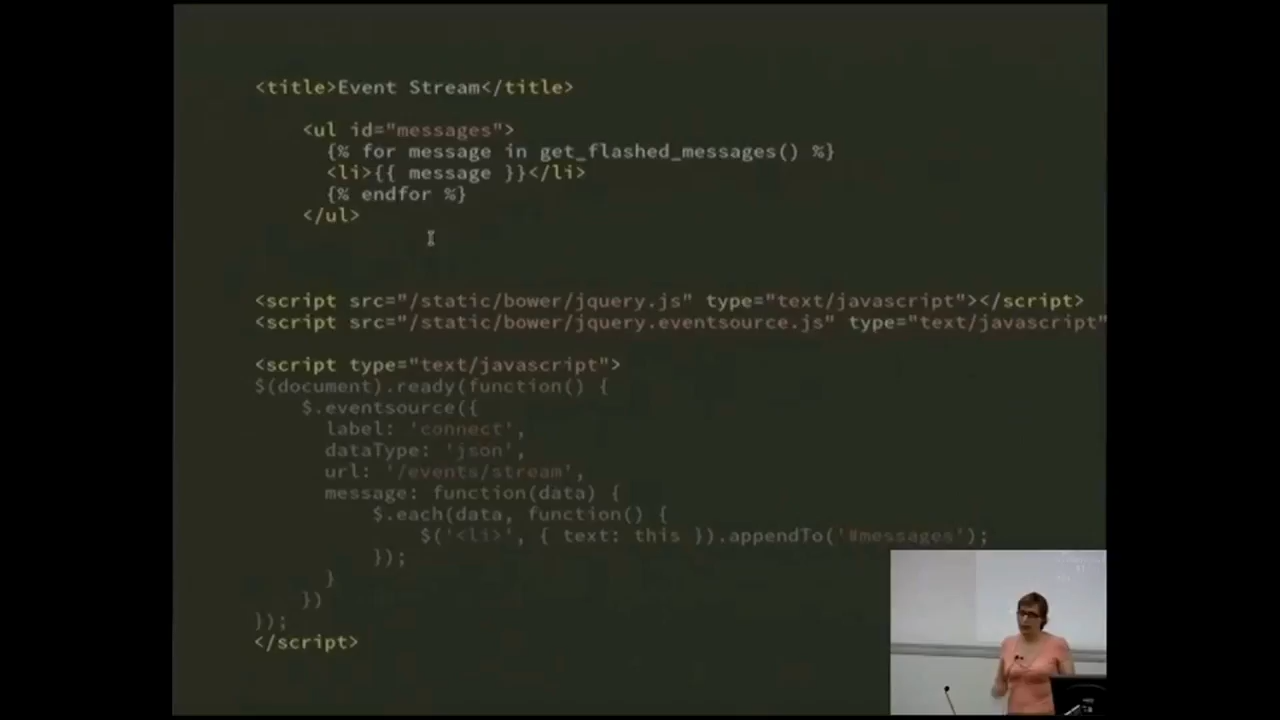 <title>Event Stream</title>
<ul id="messages">
{% for message in get_flashed_messages() %}
<li>{{ message }}</li>
{% endfor %}
</ul>
<script src="/static/bower/jquery.js" type="text/javascript"></script>
<script src="/static/bower/jquery.eventsource.js" type="text/javascript"
<script type="text/javascript">
$(document).ready(function() {
$.eventsource({
label: 'connect',
dataType: 'json',
url: '/events/stream',
message: function(data) {
$.each(data, function() {
$('<li>', { text: this }).appendTo('#messages');
});
}
})
});
</script>